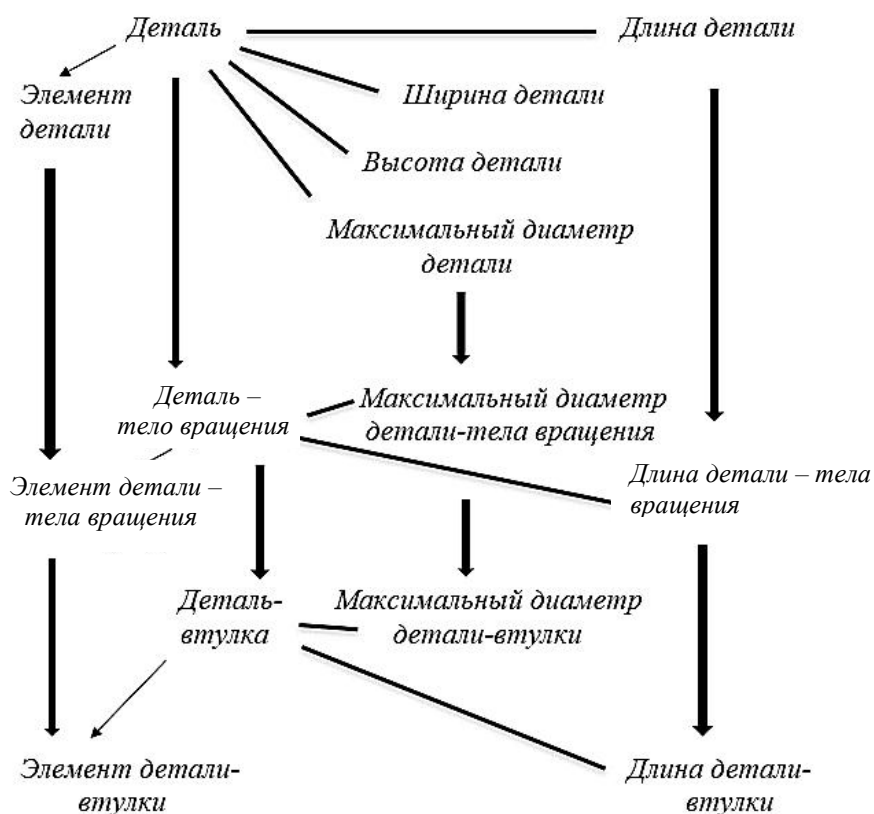 Деталь
Длина детали
Элемент
детали
Ширина детали
Высота детали
Максимальный диаметр
детали
Деталь –
тело вращения
Максимальный диаметр
детали-тела вращения
Элемент детали –
тела вращения
Длина детали – тела
вращения
Деталь-
втулка
Максимальный диаметр
детали-втулки
Элемент детали-
втулки
Длина детали-
втулки